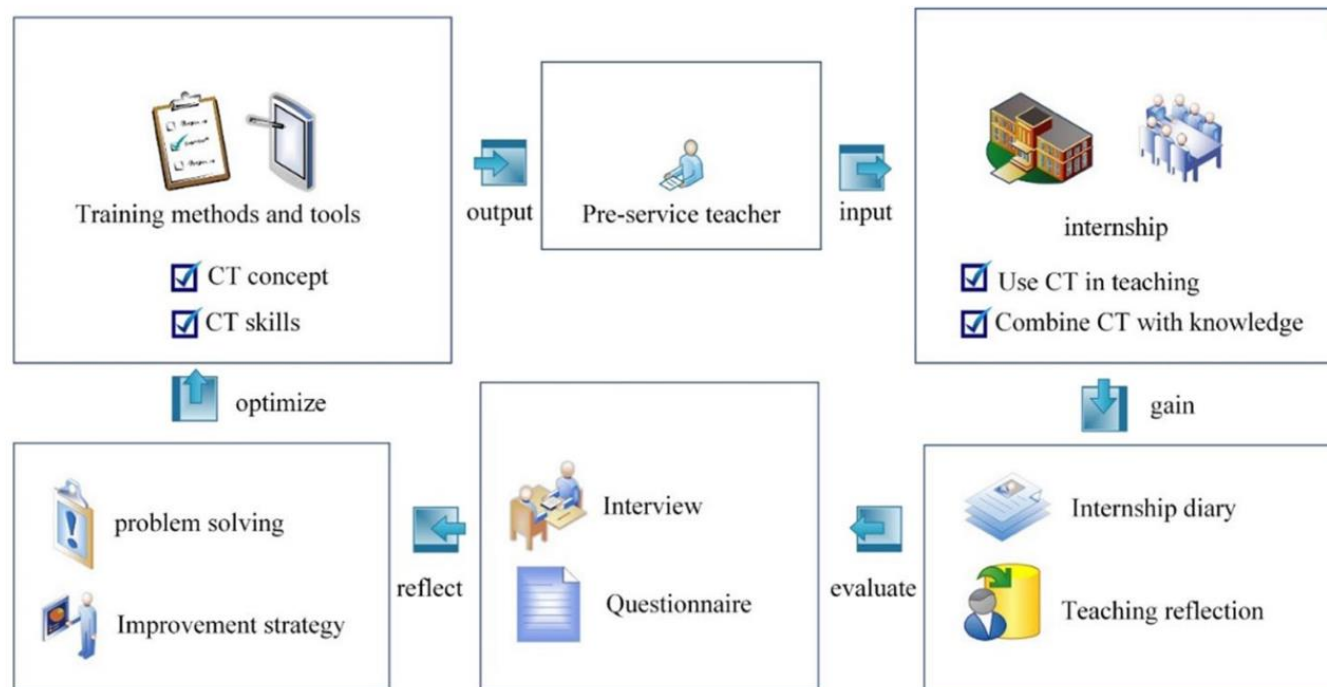 Training methods and tools
CT concept
CT skills
output
Pre-service teacher
input
internship
Use CT in teaching
Combine CT with knowledge
optimize
gain
problem solving
Improvement strategy
reflect
Interview
Questionnaire
evaluate
Internship diary
Teaching reflection